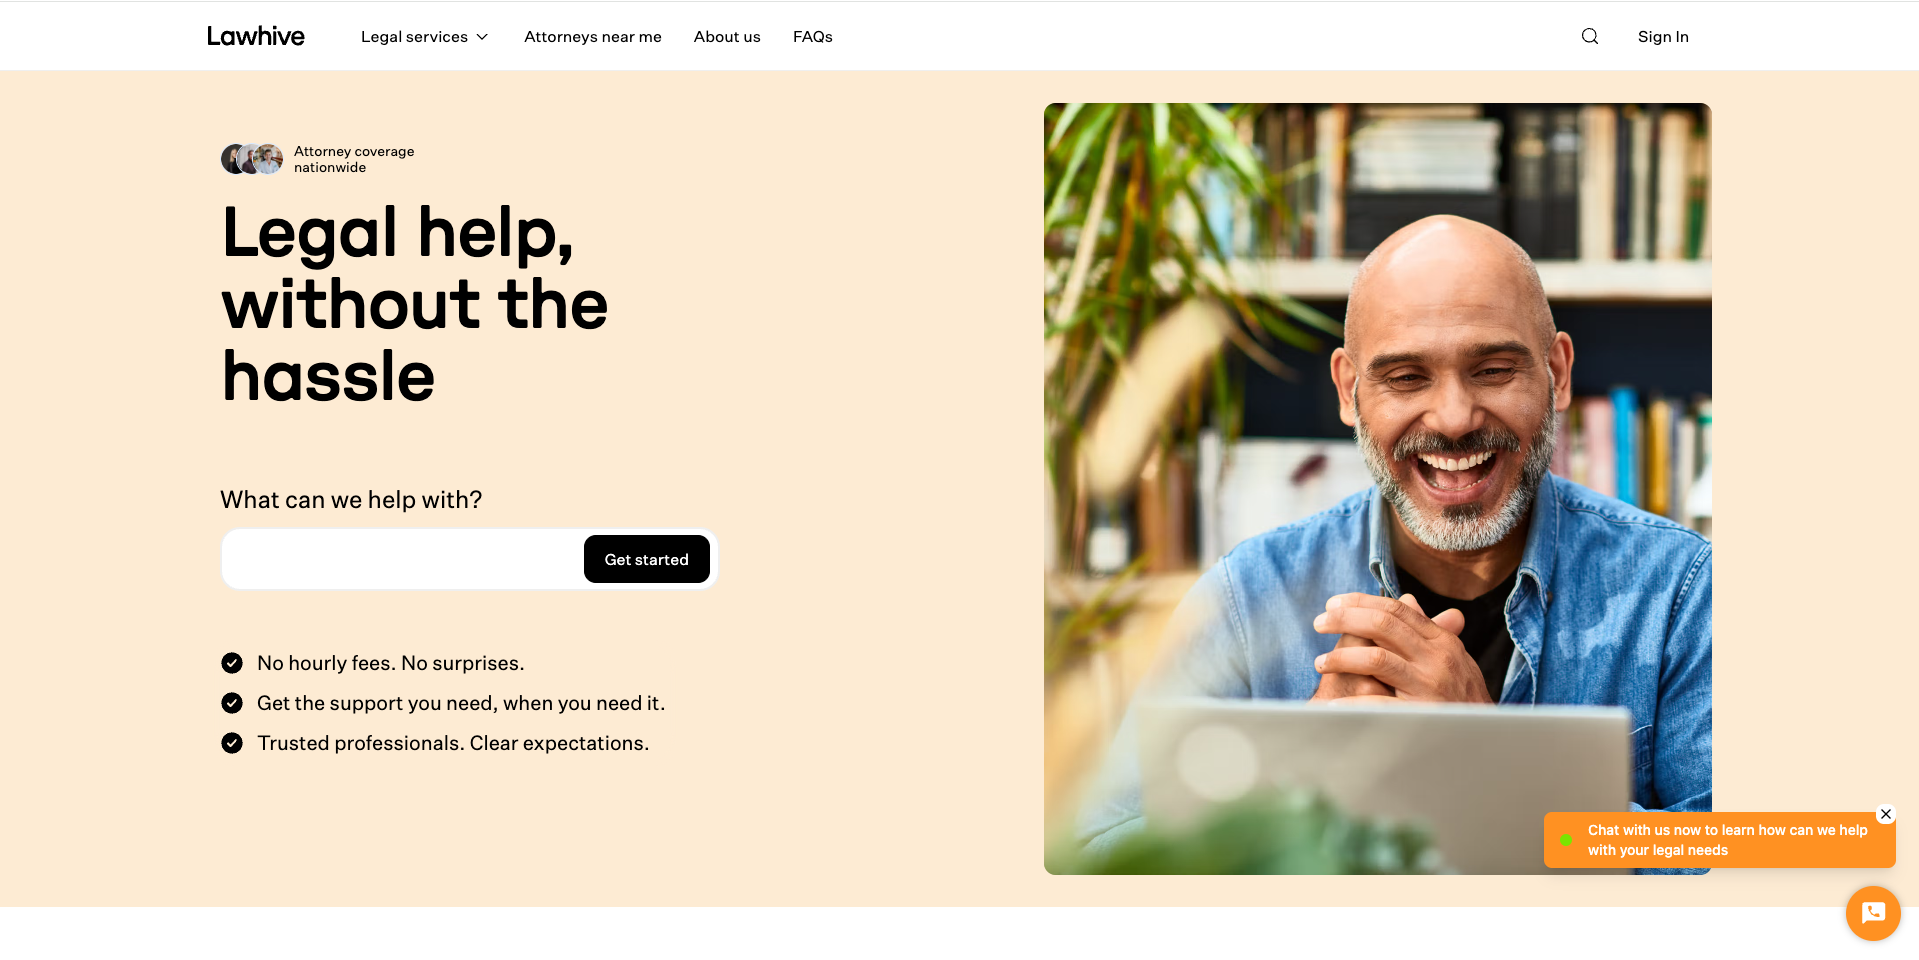 Lawhive
Legal services
Attorneys near me
About us
FAQs
Sign In
Attorney coverage
nationwide
Legal help,
without the
hassle
What can we help with?
Get started
No hourly fees. No surprises.
Get the support you need, when you need it.
Trusted professionals. Clear expectations.
Chat with us now to learn how can we help
with your legal needs